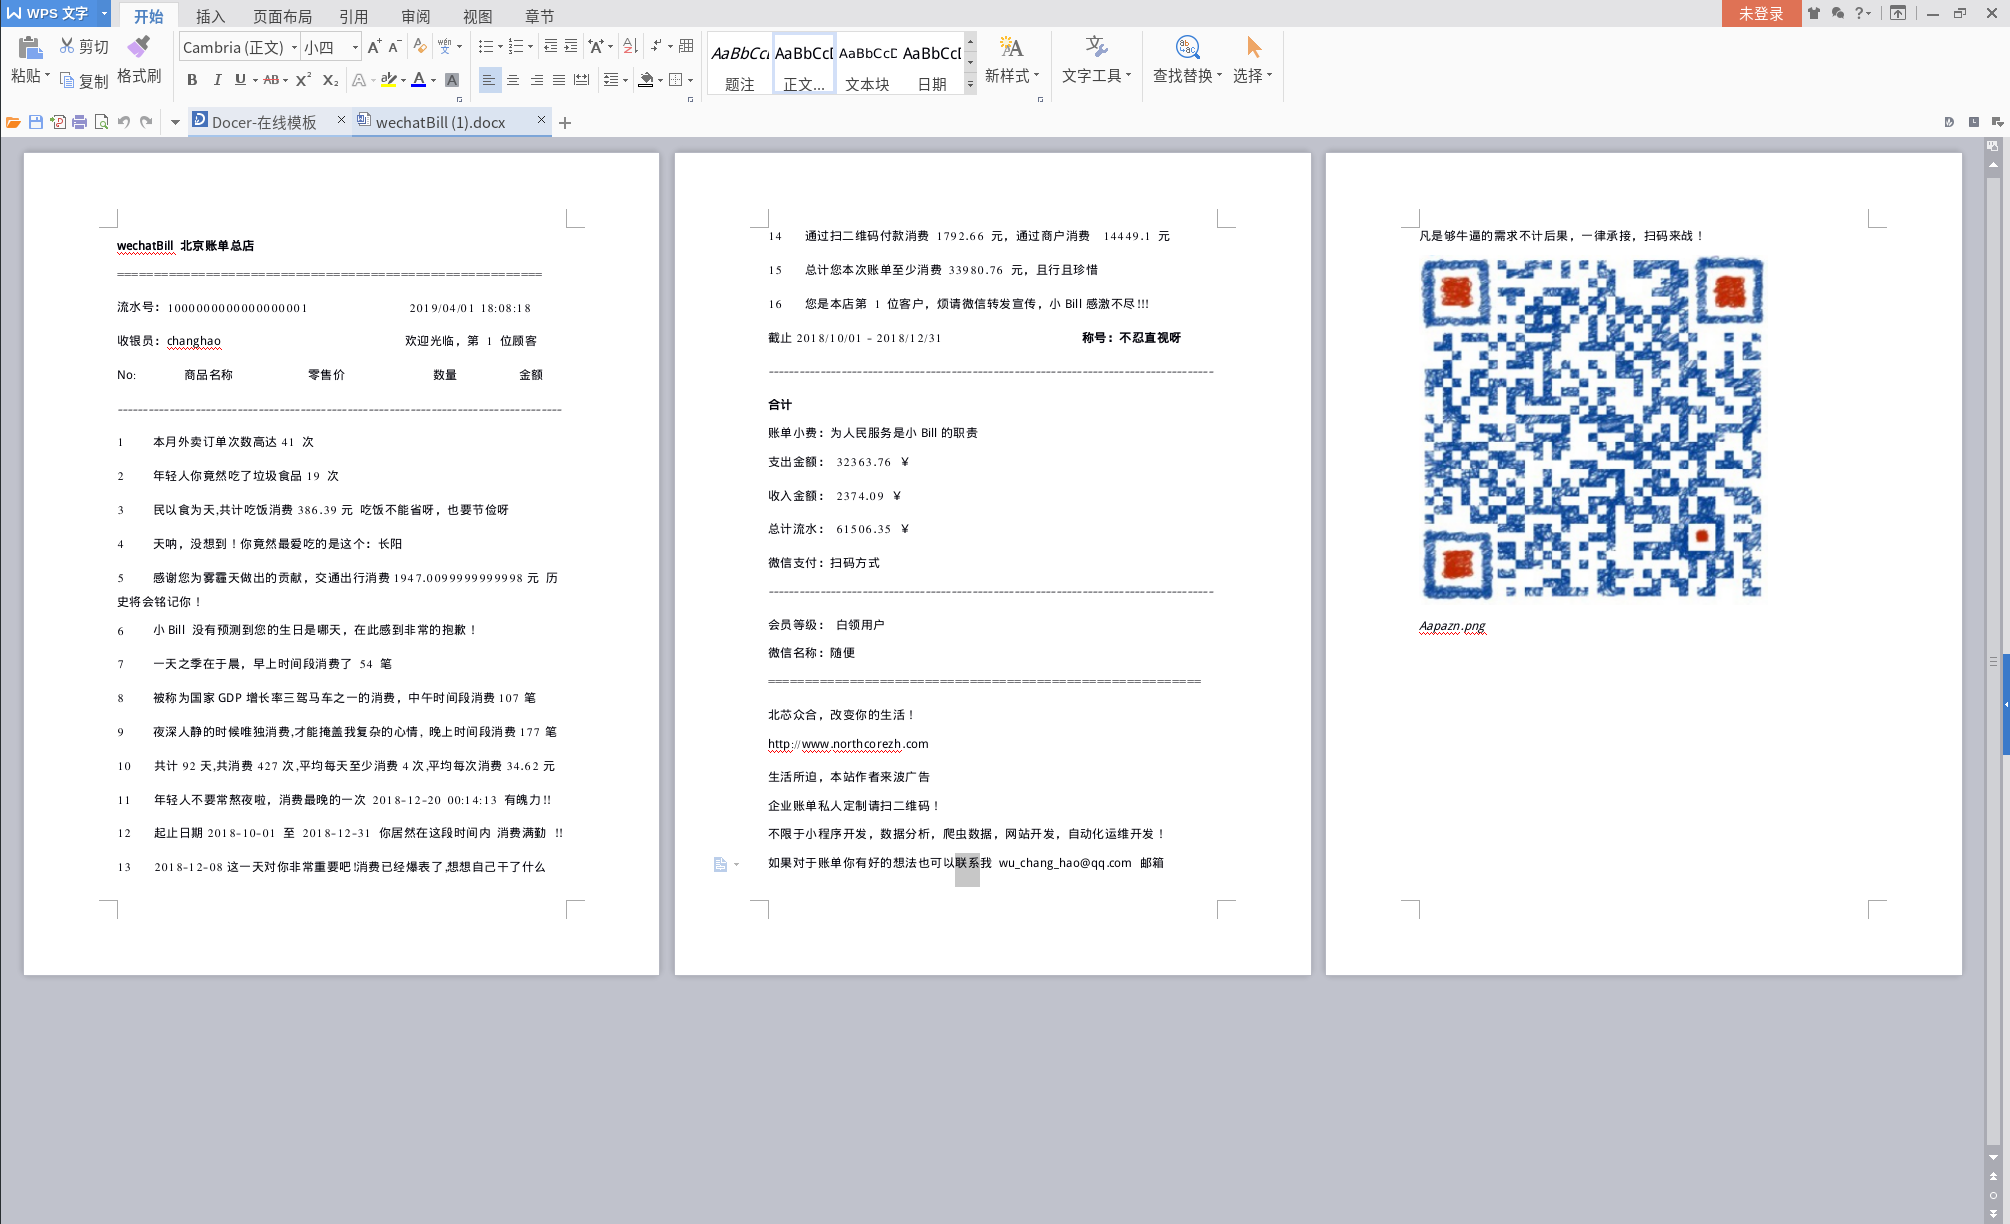 WPS 文字
开始 插入 页面布局 引用 审阅 视图 章节
未登录
粘贴 剪切 复制 格式刷
Cambria (正文) 小四
AaBbCcI AaBbCcI AaBbCcD AaBbCcI
题注 正文... 文本块 日期
新样式 文字工具 查找替换 选择
Docer-在线模板 wechatBill (1).docx
wechatBill 北京账单总店
==========================================================
流水号：1000000000000000001 2019/04/01 18:08:18
收银员：changhao 欢迎光临，第 1 位顾客
No: 商品名称 零售价 数量 金额
--------------------------------------------------------------------------------------
1 本月外卖订单次数高达 41 次
2 年轻人你竟然吃了垃圾食品 19 次
3 民以食为天,共计吃饭消费 386.39 元 吃饭不能省呀，也要节俭呀
4 天呐，没想到！你竟然最爱吃的是这个：长阳
5 感谢您为雾霾天做出的贡献，交通出行消费 1947.0099999999998 元 历
史将会铭记你！
6 小 Bill 没有预测到您的生日是哪天，在此感到非常的抱歉！
7 一天之季在于晨，早上时间段消费了 54 笔
8 被称为国家 GDP 增长率三驾马车之一的消费，中午时间段消费 107 笔
9 夜深人静的时候唯独消费,才能掩盖我复杂的心情，晚上时间段消费 177 笔
10 共计 92 天,共消费 427 次,平均每天至少消费 4 次,平均每次消费 34.62 元
11 年轻人不要常熬夜啦，消费最晚的一次 2018-12-20 00:14:13 有魄力!!
12 起止日期 2018-10-01 至 2018-12-31 你居然在这段时间内 消费满勤 !!
13 2018-12-08 这一天对你非常重要吧!消费已经爆表了,想想自己干了什么
14 通过扫二维码付款消费 1792.66 元，通过商户消费 14449.1 元
15 总计您本次账单至少消费 33980.76 元，且行且珍惜
16 您是本店第 1 位客户，烦请微信转发宣传，小 Bill 感激不尽!!!
截止 2018/10/01 - 2018/12/31 称号：不忍直视呀
--------------------------------------------------------------------------------------
合计
账单小费：为人民服务是小 Bill 的职责
支出金额： 32363.76 ￥
收入金额： 2374.09 ￥
总计流水： 61506.35 ￥
微信支付：扫码方式
--------------------------------------------------------------------------------------
会员等级： 白领用户
微信名称：随便
===========================================================
北芯众合，改变你的生活！
http://www.northcorezh.com
生活所迫，本站作者来波广告
企业账单私人定制请扫二维码！
不限于小程序开发，数据分析，爬虫数据，网站开发，自动化运维开发！
如果对于账单你有好的想法也可以联系我 wu_chang_hao@qq.com 邮箱
凡是够牛逼的需求不计后果，一律承接，扫码来战！
Aapazn.png